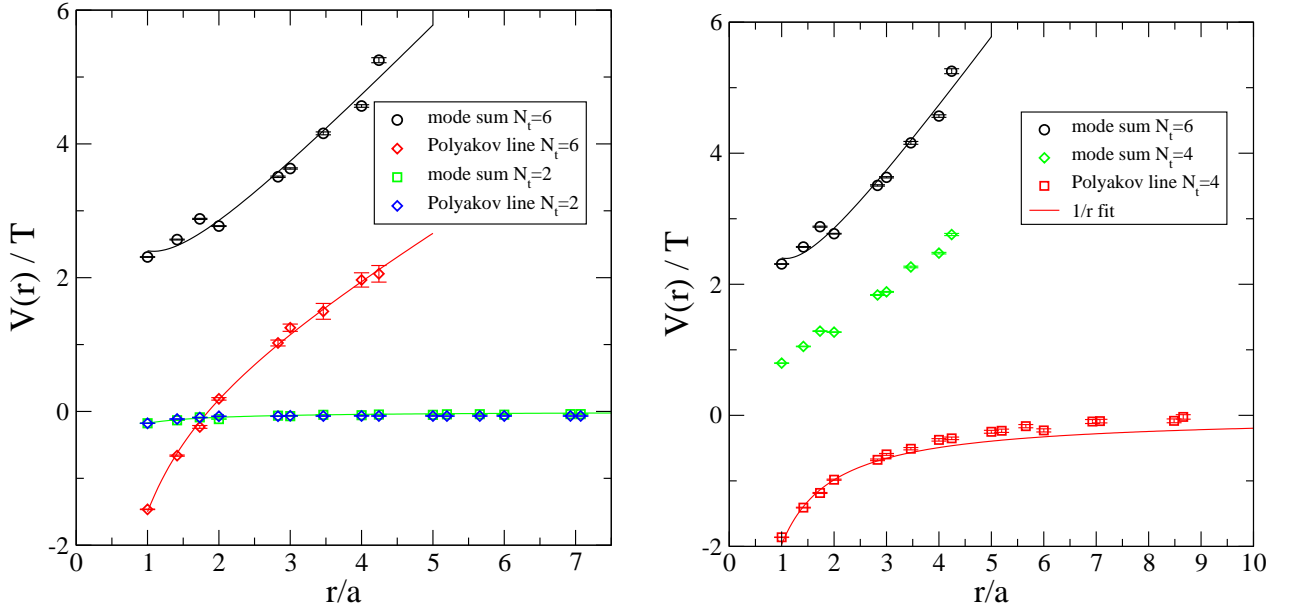 6
4
2
0
-2
V(r) / T
0
1
2
3
4
5
6
7
r/a
mode sum N_t=6
Polyakov line N_t=6
mode sum N_t=2
Polyakov line N_t=2
6
4
2
0
-2
V(r) / T
0
1
2
3
4
5
6
7
8
9
10
r/a
mode sum N_t=6
mode sum N_t=4
Polyakov line N_t=4
1/r fit